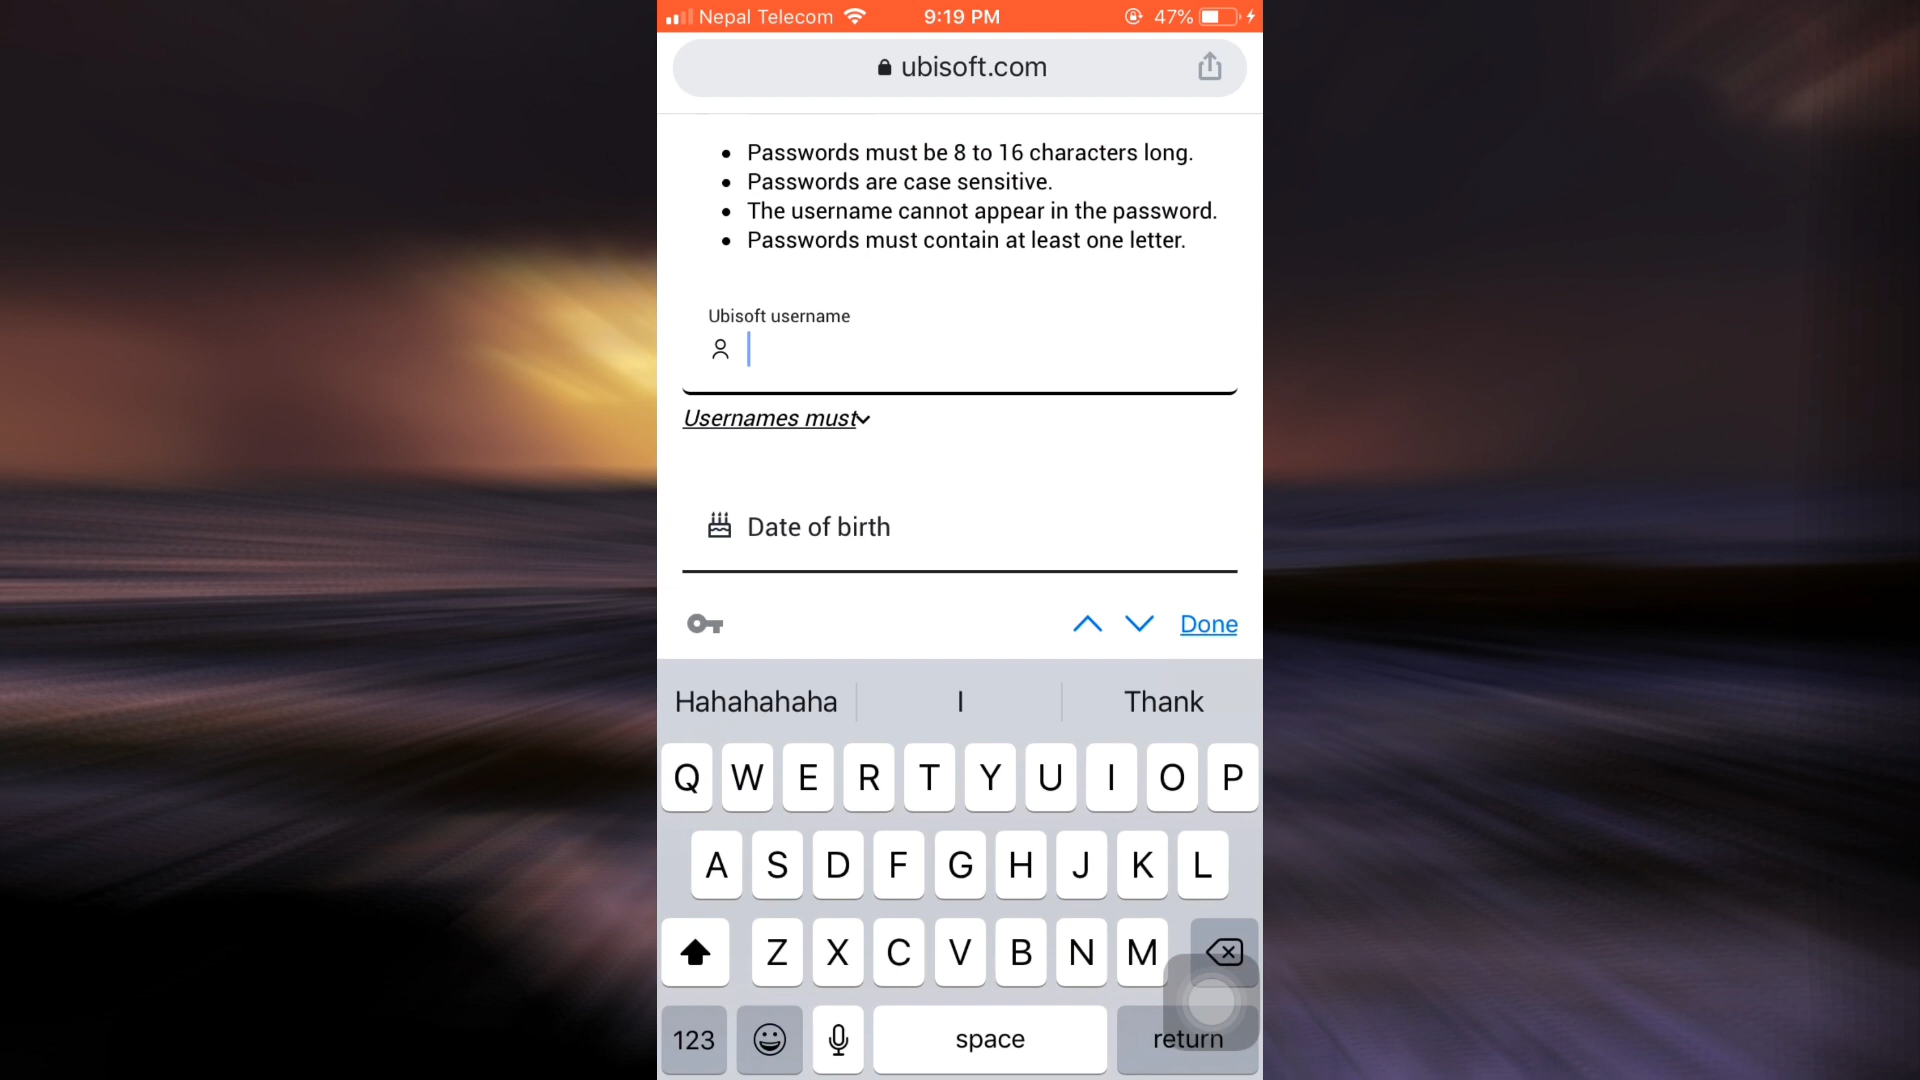 Nepal Telecom 9:19 PM 47%
ubisoft.com
• Passwords must be 8 to 16 characters long.
• Passwords are case sensitive.
• The username cannot appear in the password.
• Passwords must contain at least one letter.
Ubisoft username
Usernames must
Date of birth
Done
Hahahahaha I Thank
Q W E R T Y U I O P
A S D F G H J K L
Z X C V B N M
123 space return